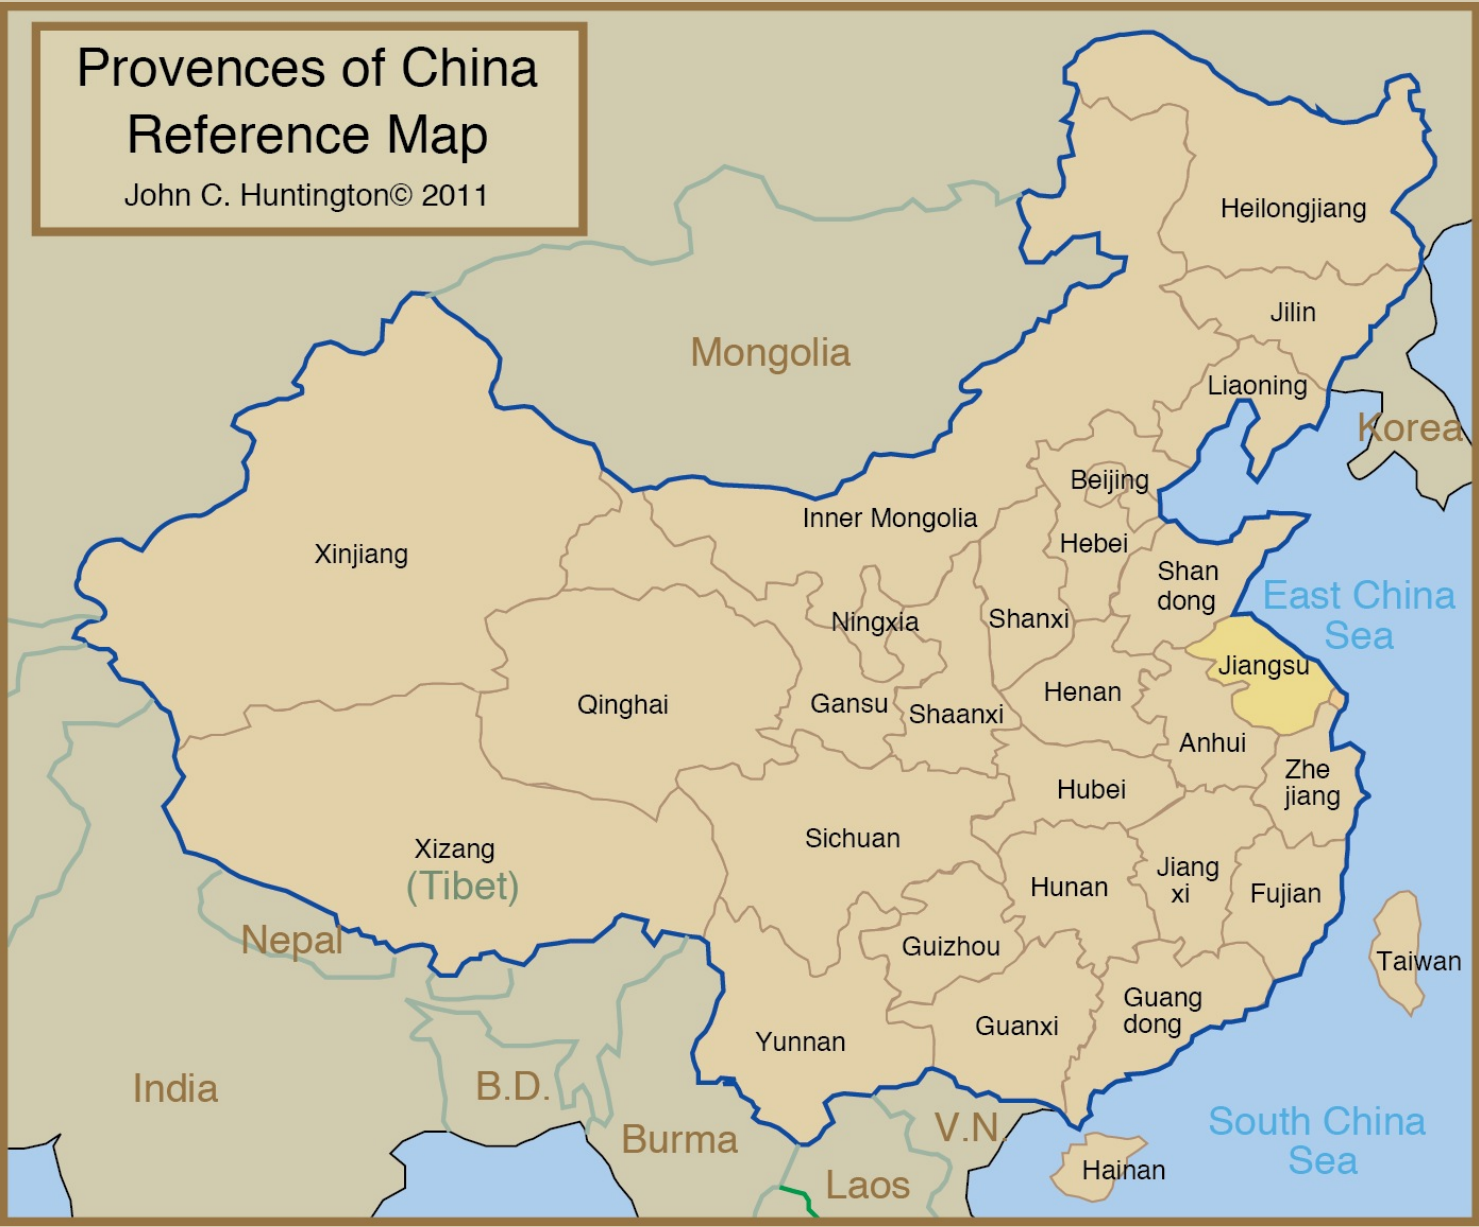 Provences of China
Reference Map
John C. Huntington© 2011
Heilongjiang
Jilin
Mongolia
Liaoning
Korea
Beijing
Inner Mongolia
Xinjiang
Hebei
Shan
dong
East China
Sea
Ningxia
Shanxi
Jiangsu
Qinghai
Gansu
Shaanxi
Henan
Anhui
Zhe
jiang
Hubei
Sichuan
Xizang
(Tibet)
Jiang
xi
Hunan
Fujian
Nepal
Guizhou
Taiwan
Guang
dong
Guanxi
Yunnan
India
B.D.
Burma
V.N.
South China
Sea
Hainan
Laos